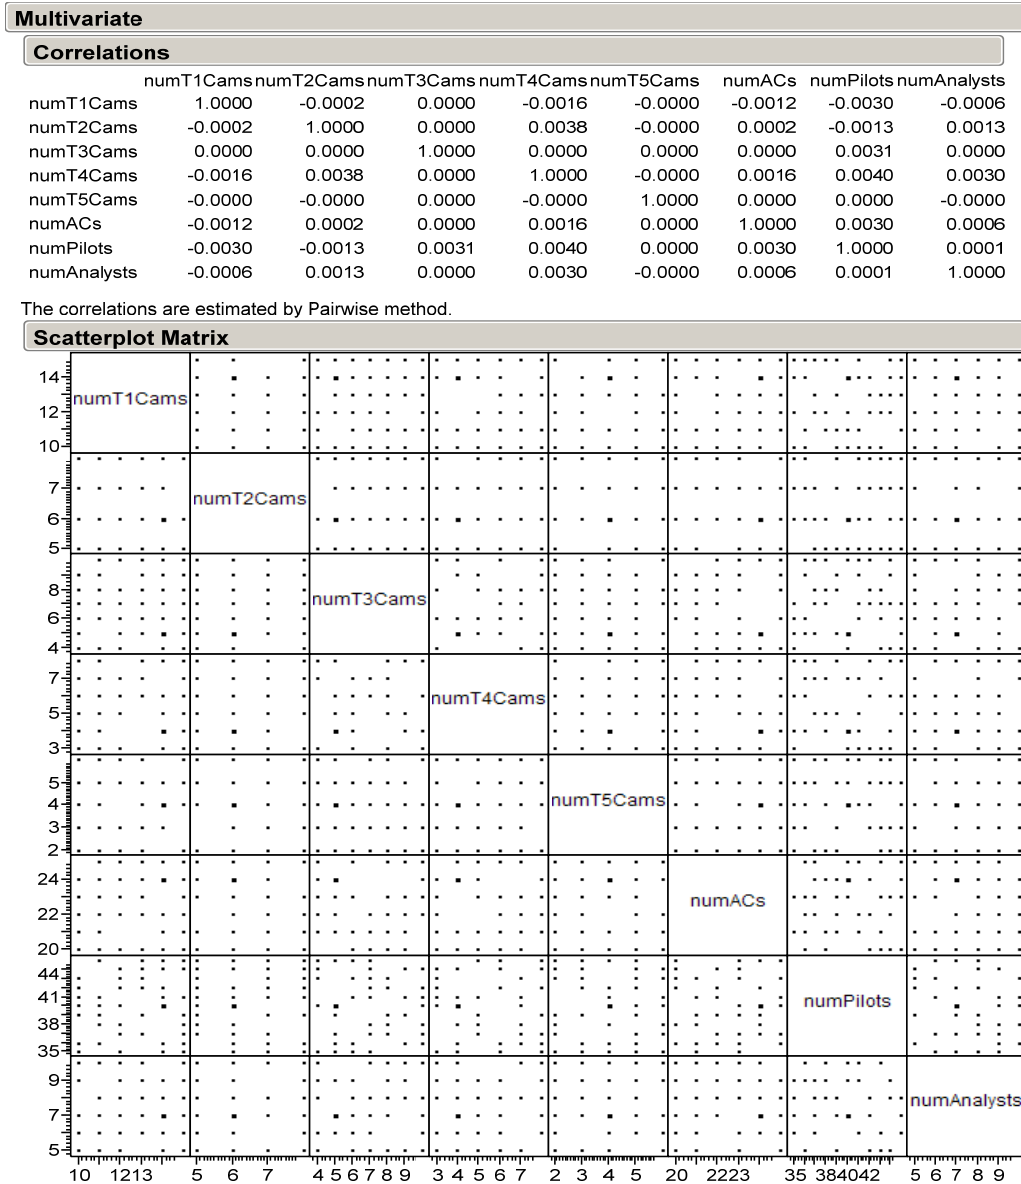 Multivariate
Correlations
numT1Cams numT2Cams numT3Cams numT4Cams numT5Cams numACs numPilots numAnalysts
numT1Cams 1.0000 -0.0002 0.0000 -0.0016 -0.0000 -0.0012 -0.0030 -0.0006
numT2Cams -0.0002 1.0000 0.0000 0.0038 -0.0000 0.0002 -0.0013 0.0013
numT3Cams 0.0000 0.0000 1.0000 0.0000 0.0000 0.0000 0.0031 0.0000
numT4Cams -0.0016 0.0038 0.0000 1.0000 -0.0000 0.0016 0.0040 0.0030
numT5Cams -0.0000 -0.0000 0.0000 -0.0000 1.0000 0.0000 0.0000 -0.0000
numACs -0.0012 0.0002 0.0000 0.0016 0.0000 1.0000 0.0030 0.0006
numPilots -0.0030 -0.0013 0.0031 0.0040 0.0000 0.0030 1.0000 0.0001
numAnalysts -0.0006 0.0013 0.0000 0.0030 -0.0000 0.0006 0.0001 1.0000
The correlations are estimated by Pairwise method.
Scatterplot Matrix
14
numT1Cams
12
10
7
numT2Cams
6
5
8
numT3Cams
6
4
7
numT4Cams
5
3
5
numT5Cams
4
3
2
24
numACs
22
20
44
41
numPilots
38
35
9
numAnalysts
7
5
10 1213 5 6 7 4 5 6 7 8 9 3 4 5 6 7 2 3 4 5 20 2223 35 384042 5 6 7 9